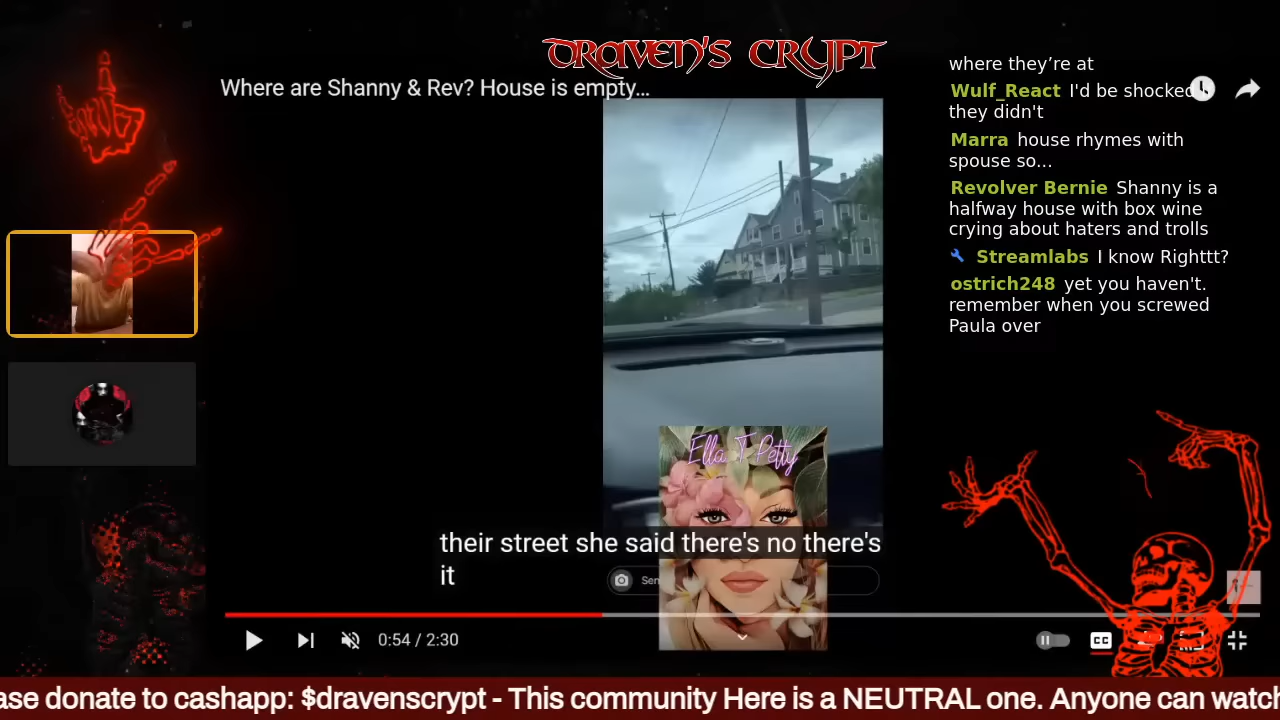 DRAVEN'S CRYPT
Where are Shanny & Rev? House is empty…
where they’re at
Wulf_React I'd be shocked
they didn't
Marra house rhymes with
spouse so...
Revolver Bernie Shanny is a
halfway house with box wine
crying about haters and trolls
Streamlabs I know Righttt?
ostrich248 yet you haven't.
remember when you screwed
Paula over
Ella T Petty
their street she said there's no there's
it
Sen
0:54 / 2:30
CC
ase donate to cashapp: $dravenscrypt - This community Here is a NEUTRAL one. Anyone can watch